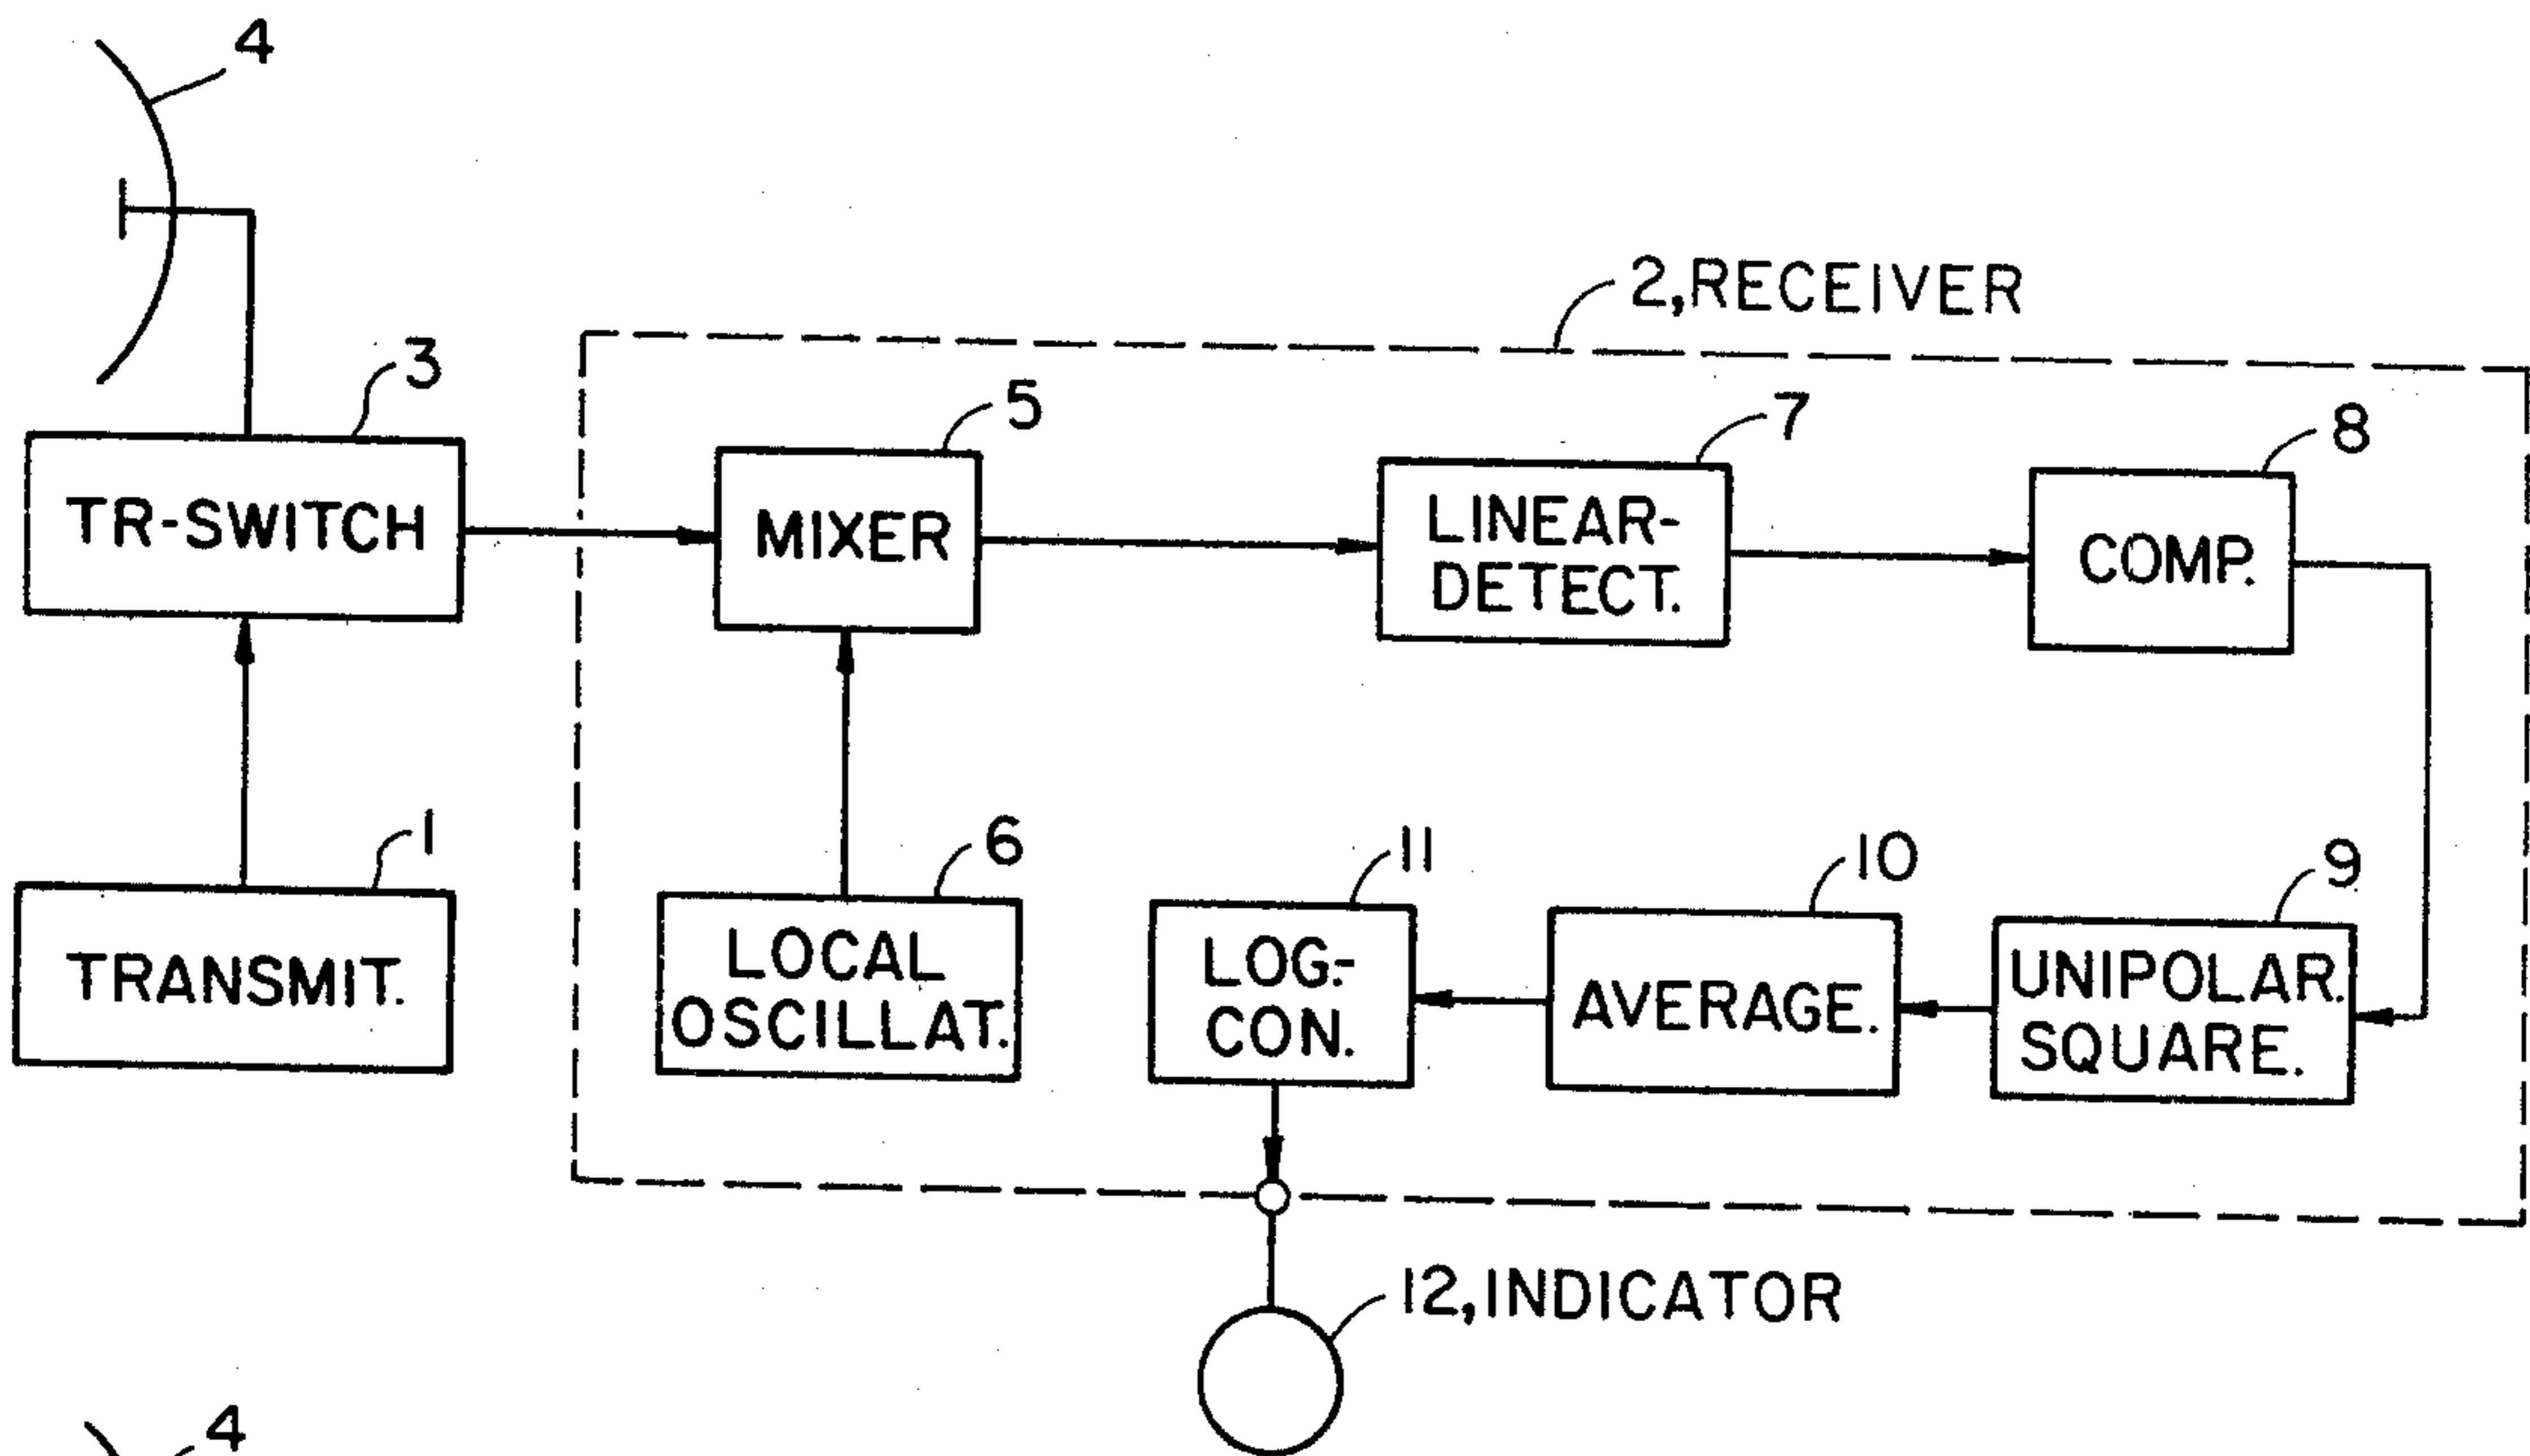 4
2,RECEIVER
3
5
7
8
TR-SWITCH
MIXER
LINEAR-
DETECT.
COMP.
1
6
11
10
9
TRANSMIT.
LOCAL
OSCILLAT.
LOG.-
CON.
AVERAGE.
UNIPOLAR.
SQUARE.
12,INDICATOR
4